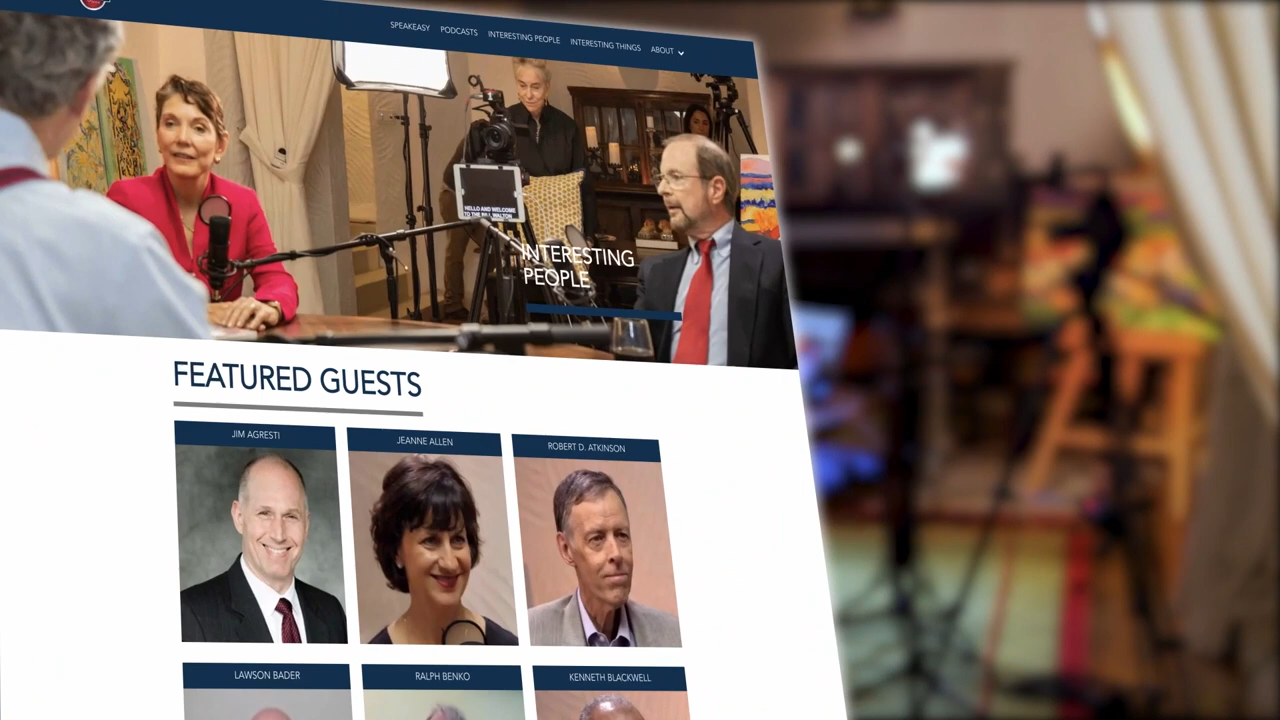 SPEAKEASY PODCASTS INTERESTING PEOPLE INTERESTING THINGS ABOUT
HELLO AND WELCOME
TO THE BILL WALTON
INTERESTING
PEOPLE
FEATURED GUESTS
JIM AGRESTI
JEANNE ALLEN
ROBERT D. ATKINSON
LAWSON BADER
RALPH BENKO
KENNETH BLACKWELL